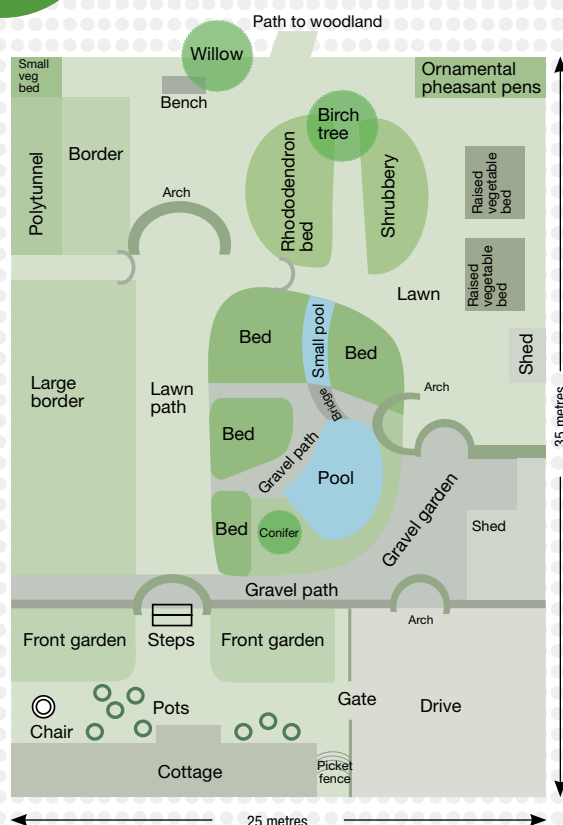 Path to woodland
Willow
Small
veg
bed
Ornamental
pheasant pens
Bench
Birch
tree
Border
Polytunnel
Rhododendron
bed
Shrubbery
Raised
vegetable
bed
Arch
Raised
vegetable
bed
Lawn
Small pool
Bed
Bed
Shed
Large
border
Lawn
path
Arch
Bridge
Bed
Gravel path
35 metres
Pool
Gravel garden
Bed
Conifer
Shed
Gravel path
Arch
Front garden
Steps
Front garden
Gate
Drive
Pots
Chair
Cottage
Picket
fence
25 metres